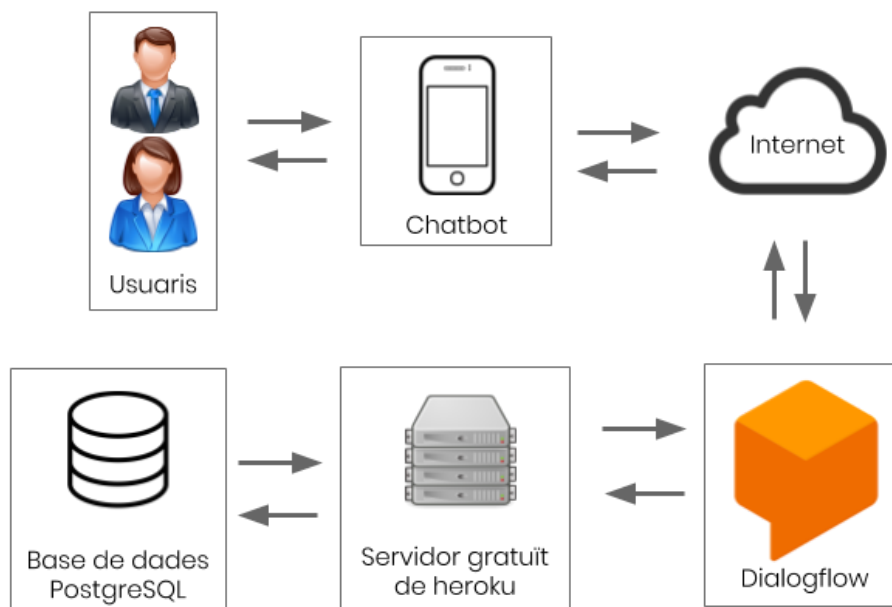 Usuaris
Chatbot
Internet
Base de dades
PostgreSQL
Servidor gratuït
de heroku
Dialogflow